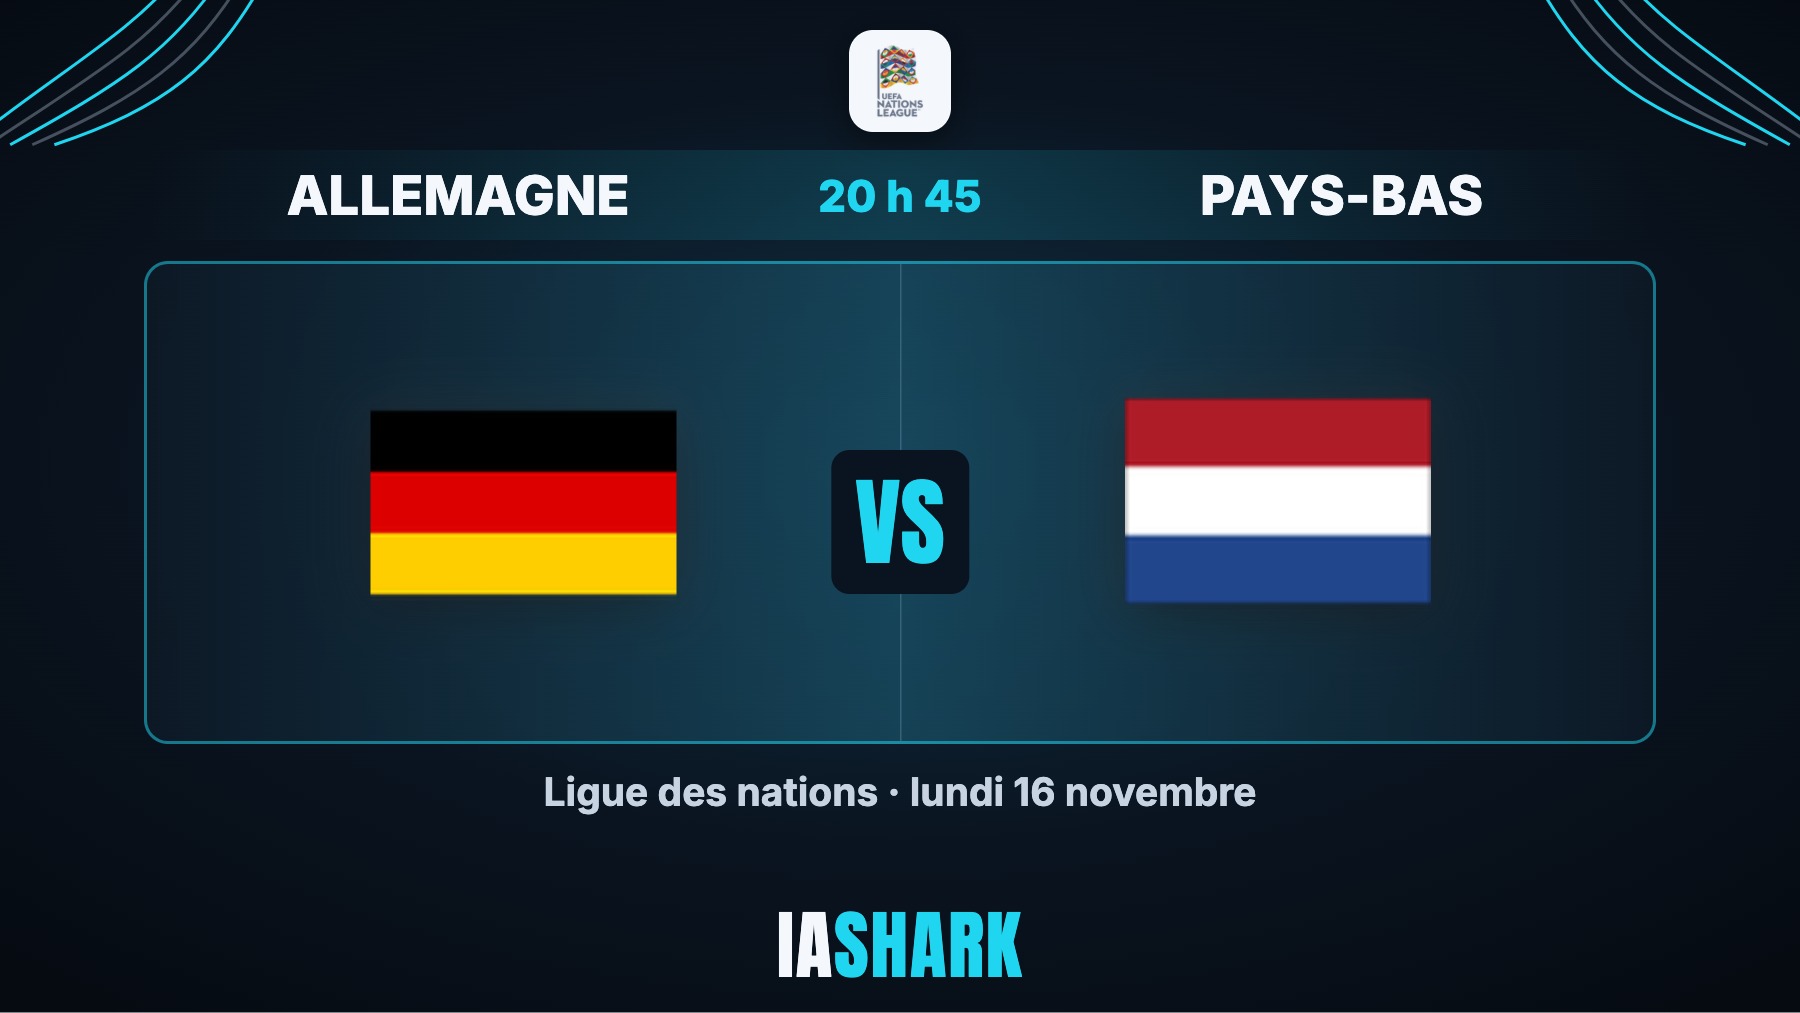 UEFA
NATIONS
LEAGUE
ALLEMAGNE
20 h 45
PAYS-BAS
VS
Ligue des nations · lundi 16 novembre
IASHARK